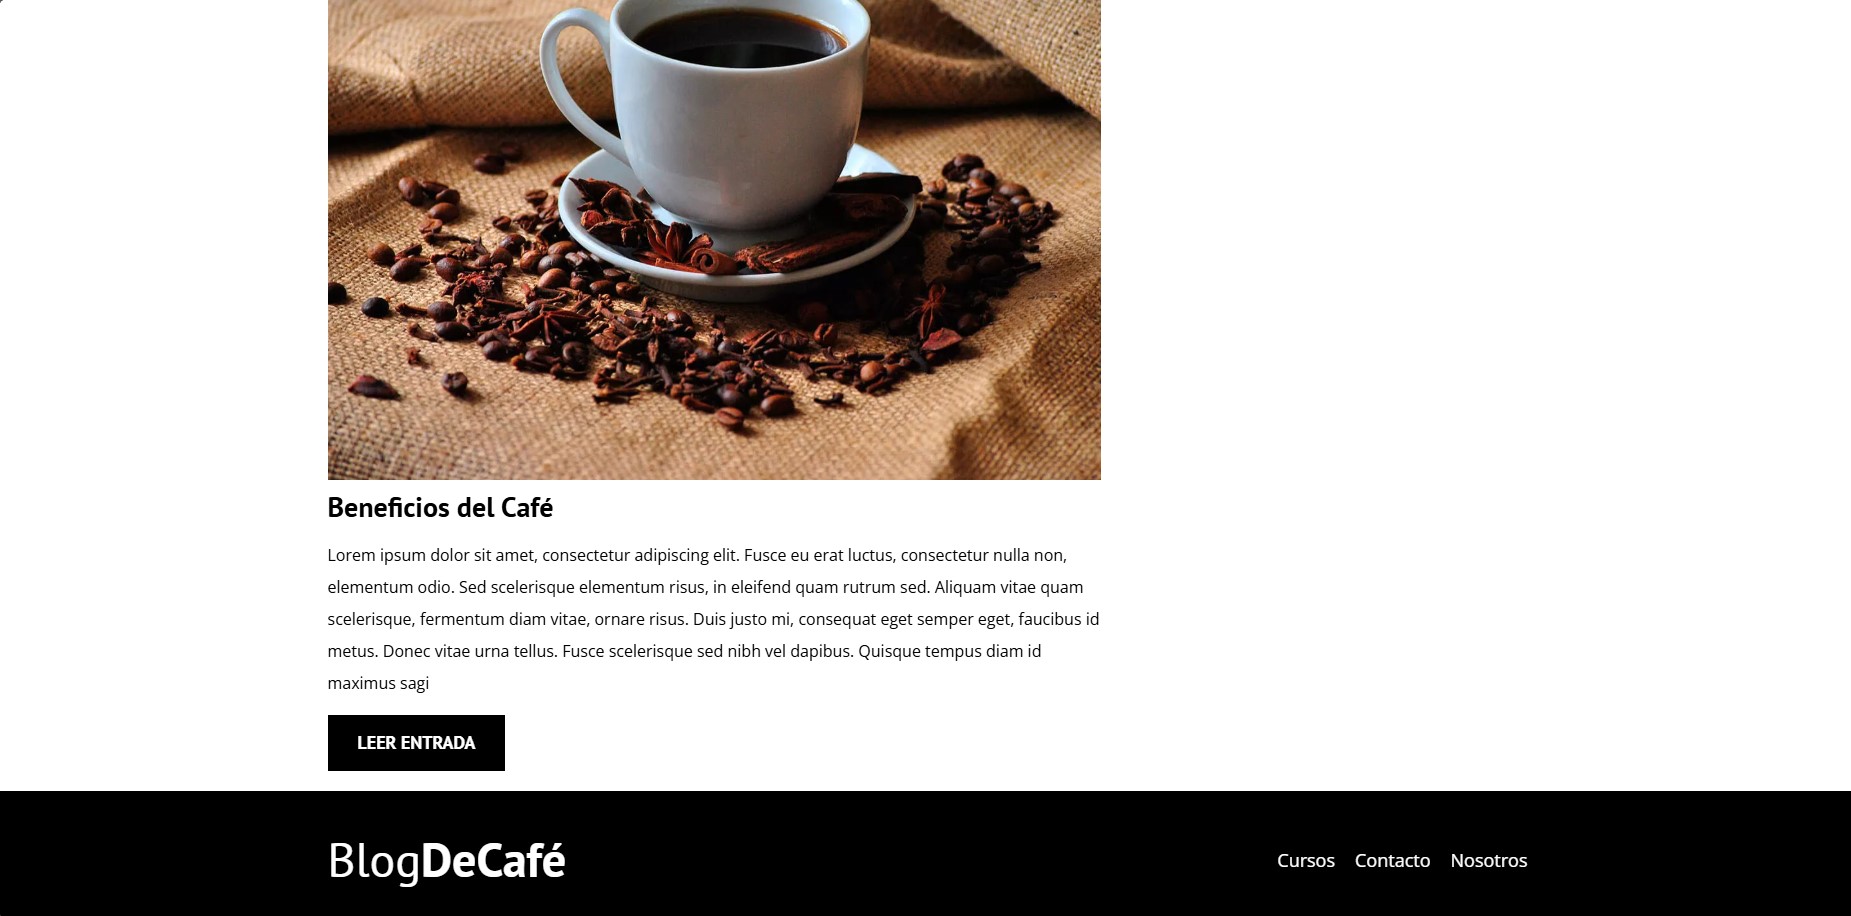 Beneficios del Café
Lorem ipsum dolor sit amet, consectetur adipiscing elit. Fusce eu erat luctus, consectetur nulla non,
elementum odio. Sed scelerisque elementum risus, in eleifend quam rutrum sed. Aliquam vitae quam
scelerisque, fermentum diam vitae, ornare risus. Duis justo mi, consequat eget semper eget, faucibus id
metus. Donec vitae urna tellus. Fusce scelerisque sed nibh vel dapibus. Quisque tempus diam id
maximus sagi
LEER ENTRADA
BlogDeCafé
Cursos Contacto Nosotros